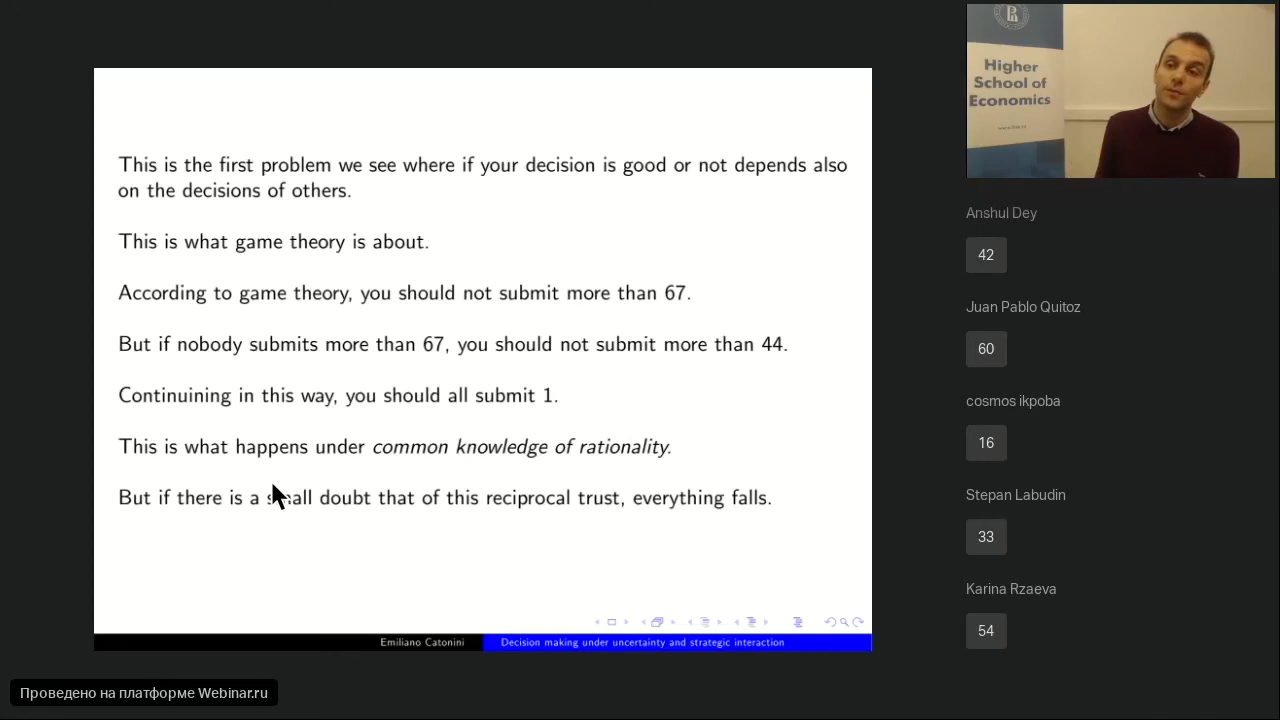 This is the first problem we see where if your decision is good or not depends also
on the decisions of others.
This is what game theory is about.
According to game theory, you should not submit more than 67.
But if nobody submits more than 67, you should not submit more than 44.
Continuining in this way, you should all submit 1.
This is what happens under common knowledge of rationality.
But if there is a small doubt that of this reciprocal trust, everything falls.
Emiliano Catonini
Decision making under uncertainty and strategic interaction
Higher
School of
Economics
Anshul Dey
42
Juan Pablo Quitoz
60
cosmos ikpoba
16
Stepan Labudin
33
Karina Rzaeva
54
Проведено на платформе Webinar.ru